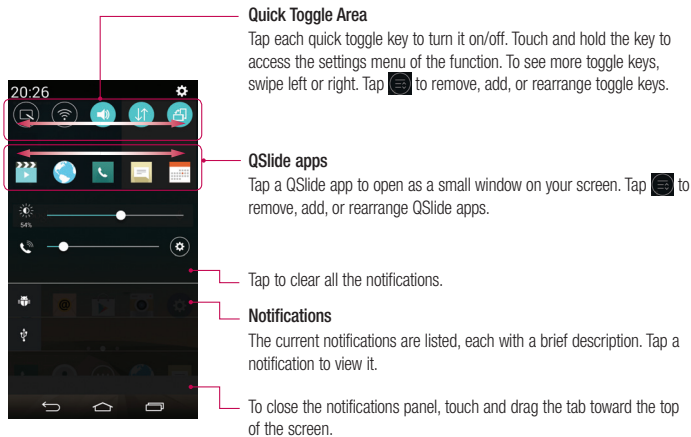 Quick Toggle Area
Tap each quick toggle key to turn it on/off. Touch and hold the key to
access the settings menu of the function. To see more toggle keys,
swipe left or right. Tap to remove, add, or rearrange toggle keys.
20:26
QSlide apps
Tap a QSlide app to open as a small window on your screen. Tap to
remove, add, or rearrange QSlide apps.
54%
Tap to clear all the notifications.
Notifications
The current notifications are listed, each with a brief description. Tap a
notification to view it.
To close the notifications panel, touch and drag the tab toward the top
of the screen.